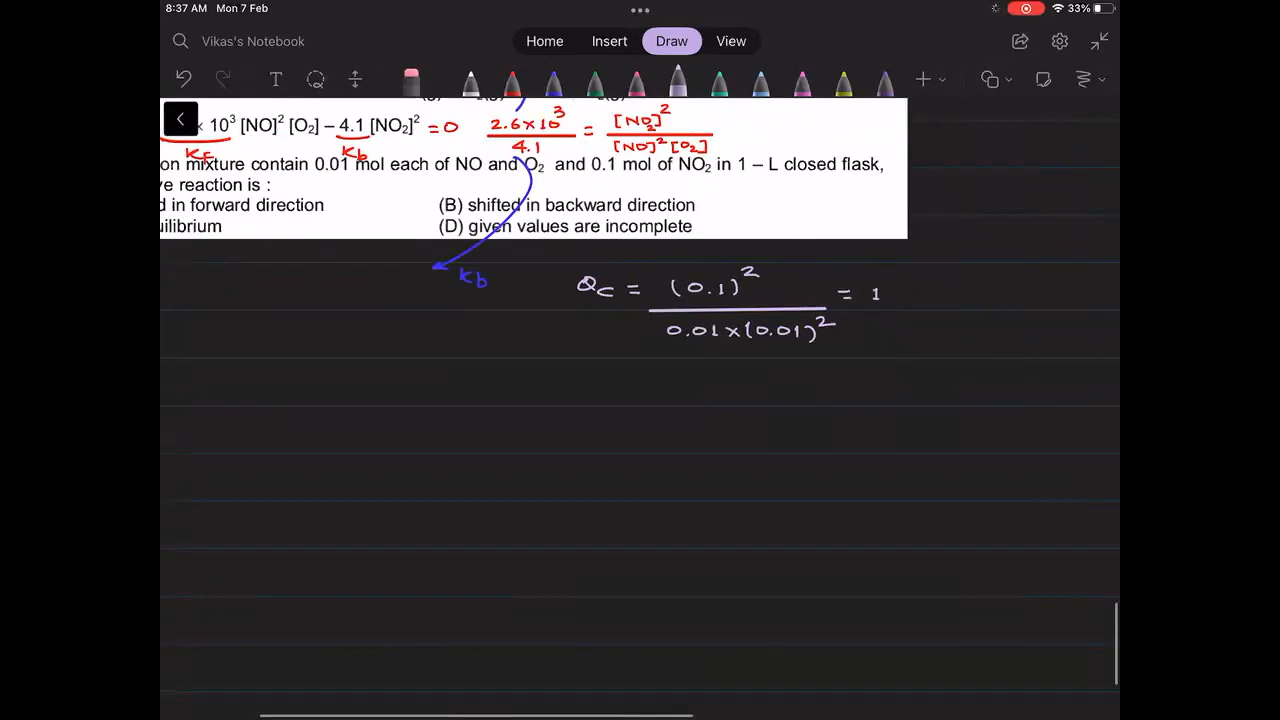 8:37 AM Mon 7 Feb
33%
Vikas's Notebook
Home Insert Draw View
× 10³ [NO]² [O₂] – 4.1 [NO₂]² = 0 2.6 × 10³ / 4.1 = [NO₂]² / [NO]² [O₂]
Kf Kb
on mixture contain 0.01 mol each of NO and O₂ and 0.1 mol of NO₂ in 1 – L closed flask,
ve reaction is :
d in forward direction (B) shifted in backward direction
uilibrium (D) given values are incomplete
Kb
Qc = (0.1)² / 0.01 × (0.01)² = 1